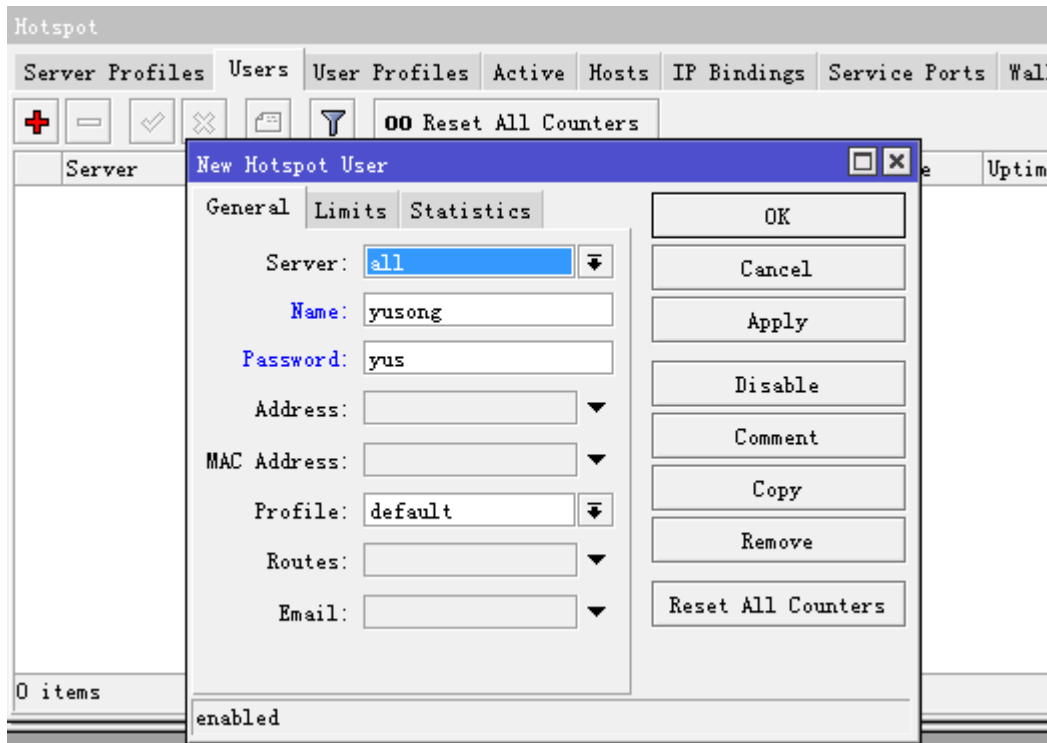 Hotspot
Server Profiles Users User Profiles Active Hosts IP Bindings Service Ports
00 Reset All Counters
Server
New Hotspot User
General Limits Statistics
Server: all
Name: yusong
Password: yus
Address:
MAC Address:
Profile: default
Routes:
Email:
OK
Cancel
Apply
Disable
Comment
Copy
Remove
Reset All Counters
0 items
enabled